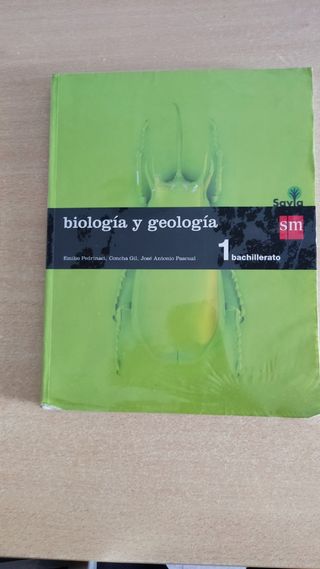 Savia
sm
biología y geología
Emilio Pedrinaci, Concha Gil, José Antonio Pascual
1 bachillerato